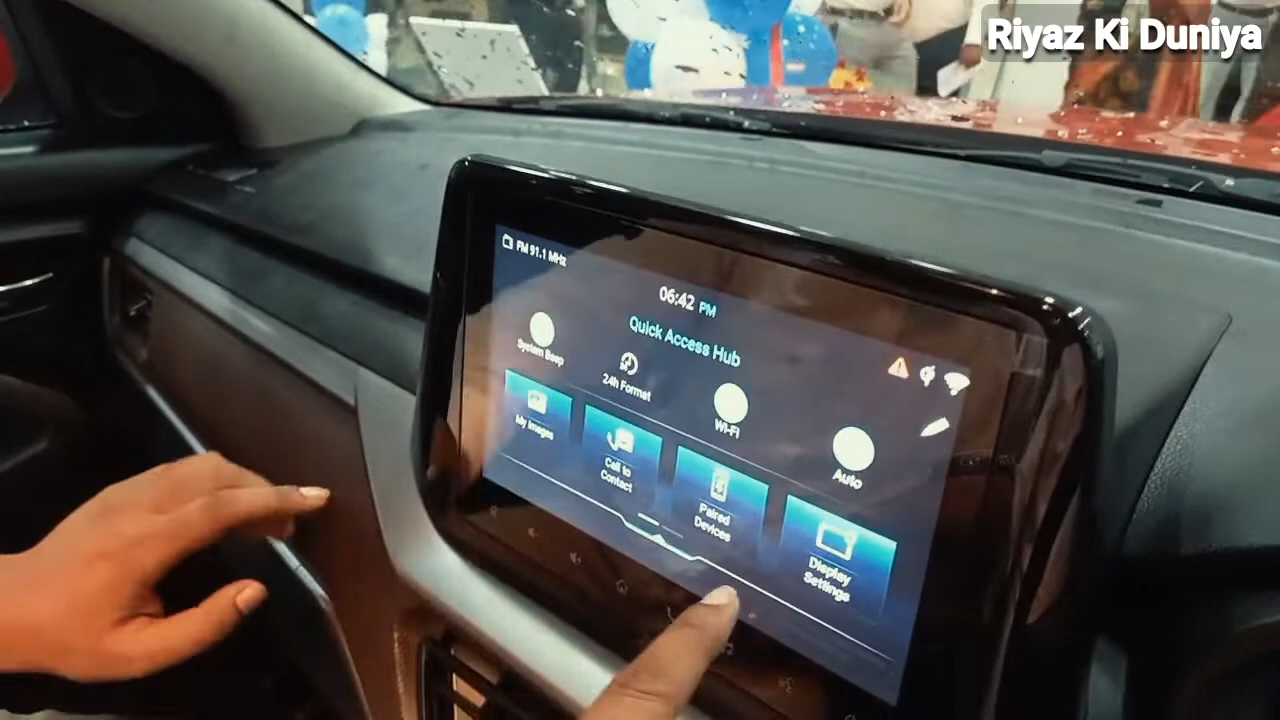 Riyaz Ki Duniya
FM 91.1 MHz
06:42 PM
Quick Access Hub
System Beep
24h Format
Wi-Fi
Auto
My Images
Call to
Contact
Paired
Devices
Display
Settings